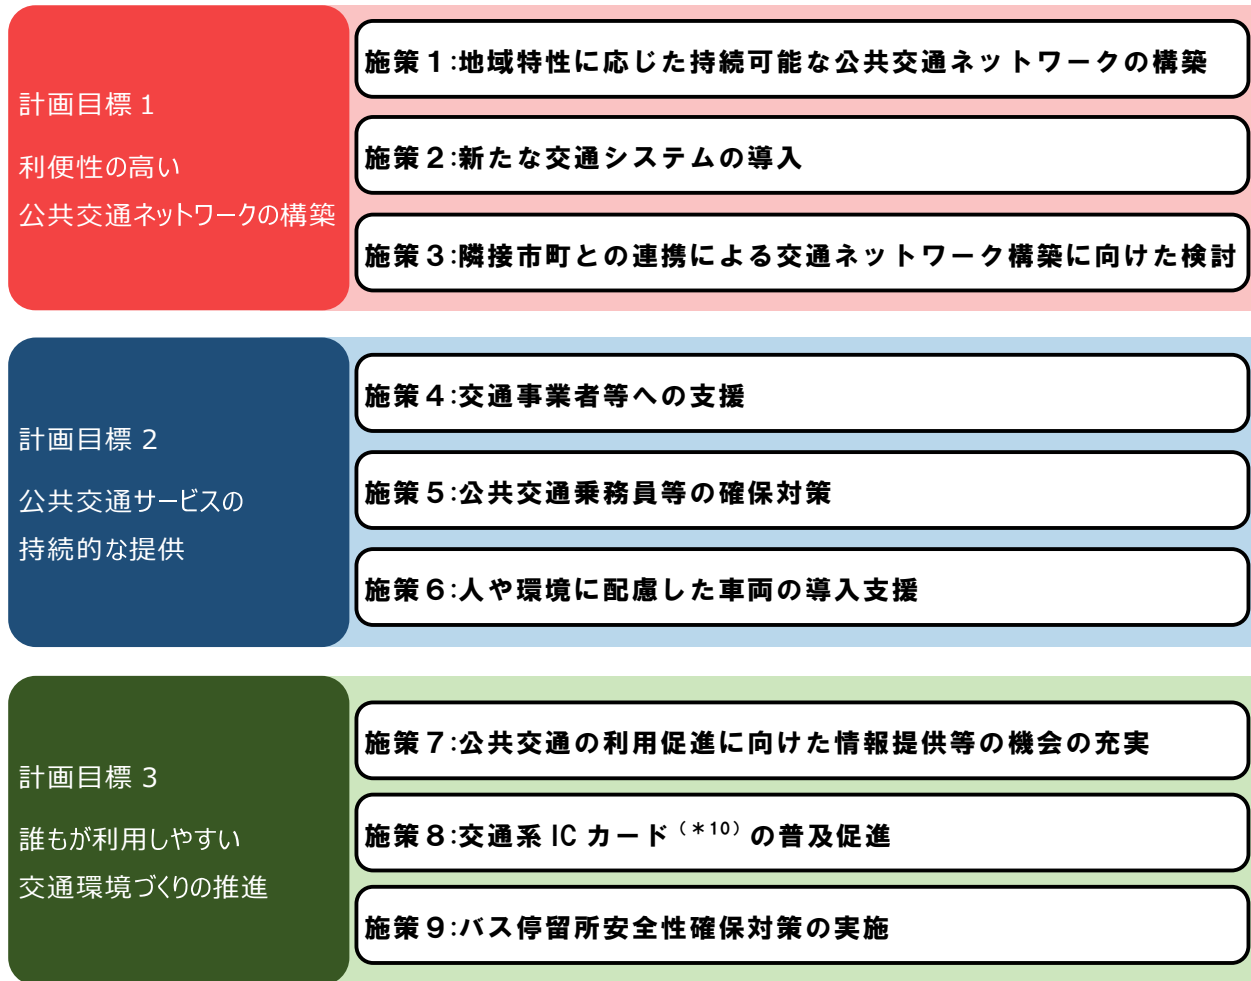 計画目標１
利便性の高い
公共交通ネットワークの構築
施策１:地域特性に応じた持続可能な公共交通ネットワークの構築
施策２:新たな交通システムの導入
施策３:隣接市町との連携による交通ネットワーク構築に向けた検討
計画目標２
公共交通サービスの
持続的な提供
施策４:交通事業者等への支援
施策５:公共交通乗務員等の確保対策
施策６:人や環境に配慮した車両の導入支援
計画目標３
誰もが利用しやすい
交通環境づくりの推進
施策７:公共交通の利用促進に向けた情報提供等の機会の充実
施策８:交通系 IC カード（＊10）の普及促進
施策９:バス停留所安全性確保対策の実施